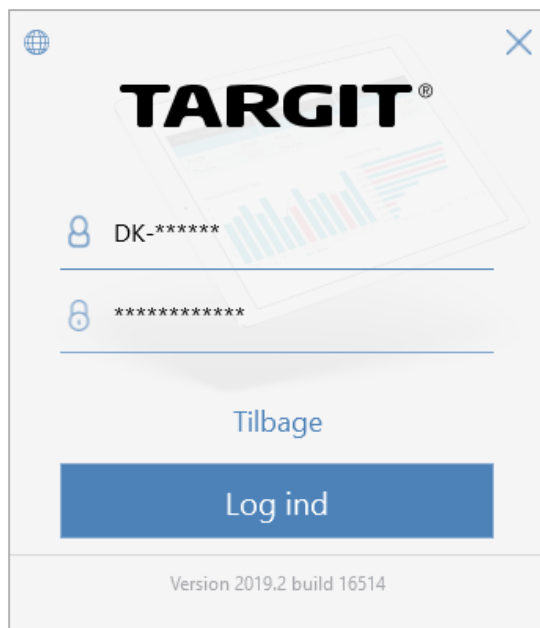 TARGIT®
DK-******
************
Tilbage
Log ind
Version 2019.2 build 16514